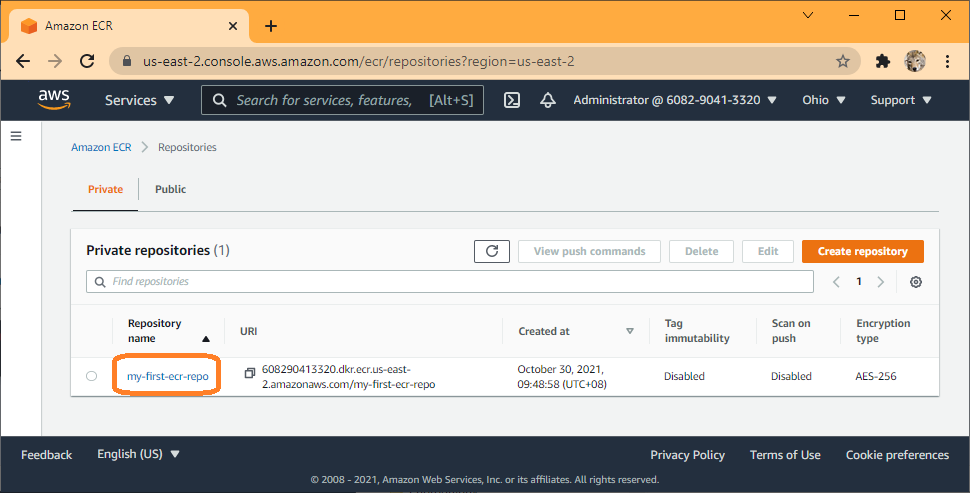 Amazon ECR
us-east-2.console.aws.amazon.com/ecr/repositories?region=us-east-2
aws
Services
Search for services, features,
[Alt+S]
Administrator @ 6082-9041-3320
Ohio
Support
Amazon ECR
Repositories
Private
Public
Private repositories (1)
View push commands
Delete
Edit
Create repository
Find repositories
1
Repository
name
URI
Created at
Tag
immutability
Scan on
push
Encryption
type
my-first-ecr-repo
608290413320.dkr.ecr.us-east-
2.amazonaws.com/my-first-ecr-repo
October 30, 2021,
09:48:58 (UTC+08)
Disabled
Disabled
AES-256
Feedback
English (US)
Privacy Policy
Terms of Use
Cookie preferences
© 2008 - 2021, Amazon Web Services, Inc. or its affiliates. All rights reserved.